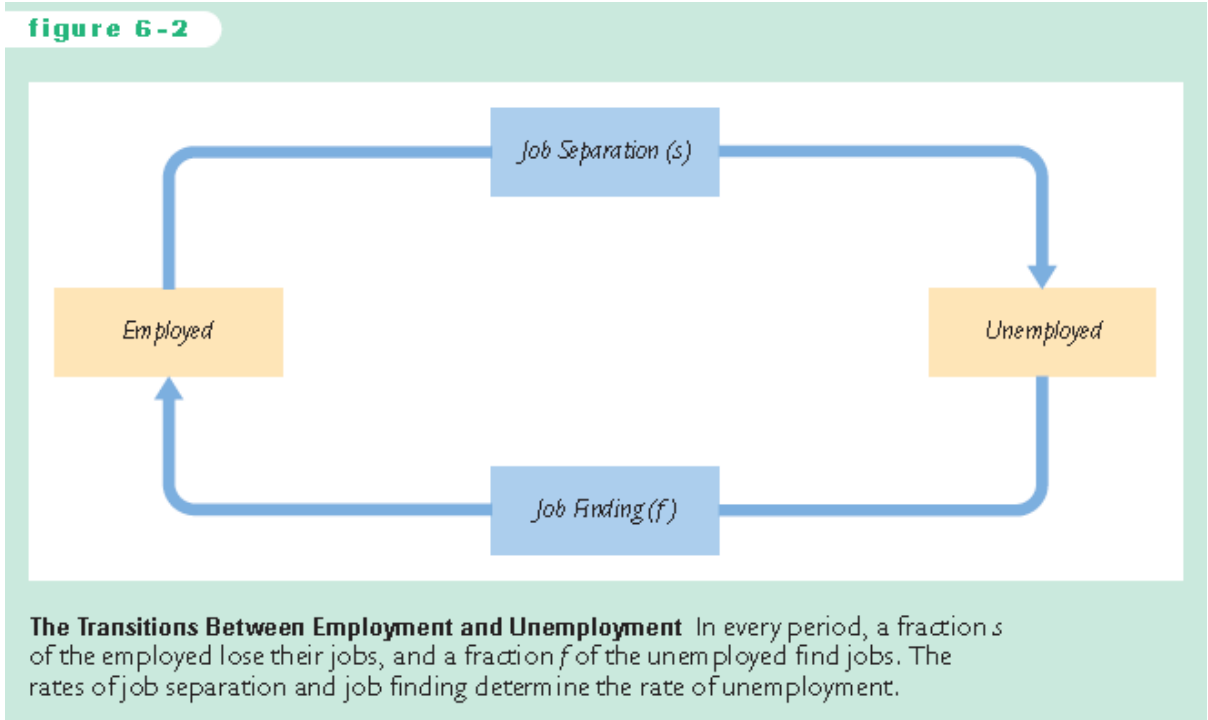 figure 6-2
Job Separation (s)
Employed
Unemployed
Job Finding (f)
The Transitions Between Employment and Unemployment In every period, a fraction s
of the employed lose their jobs, and a fraction f of the unemployed find jobs. The
rates of job separation and job finding determine the rate of unemployment.